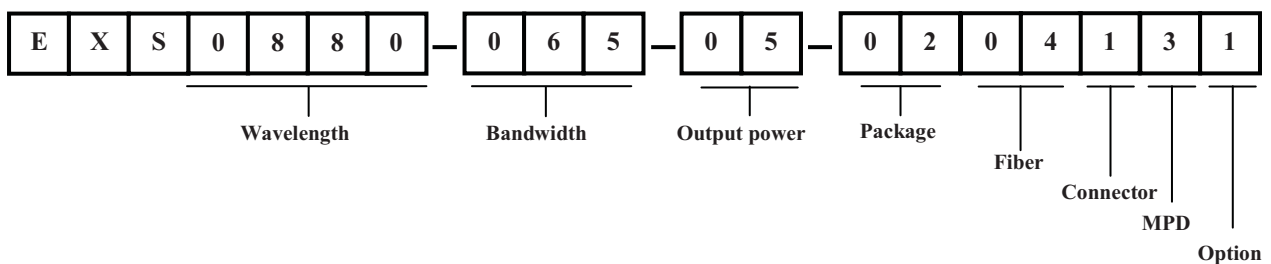 E X S 0 8 8 0 – 0 6 5 – 0 5 – 0 2 0 4 1 3 1
Wavelength Bandwidth Output power Package
Fiber
Connector
MPD
Option